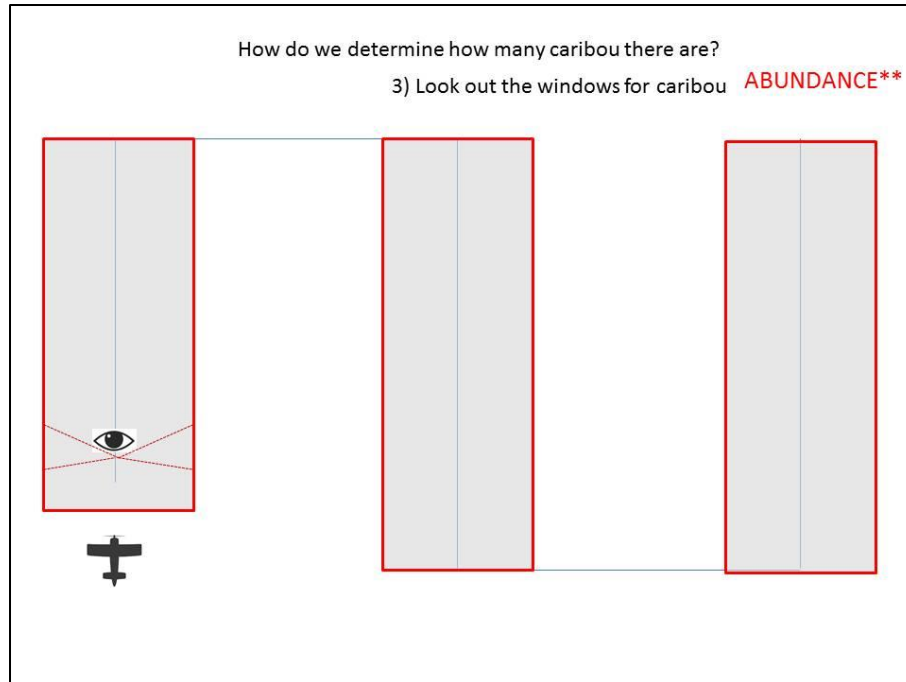 How do we determine how many caribou there are?
3) Look out the windows for caribou ABUNDANCE**